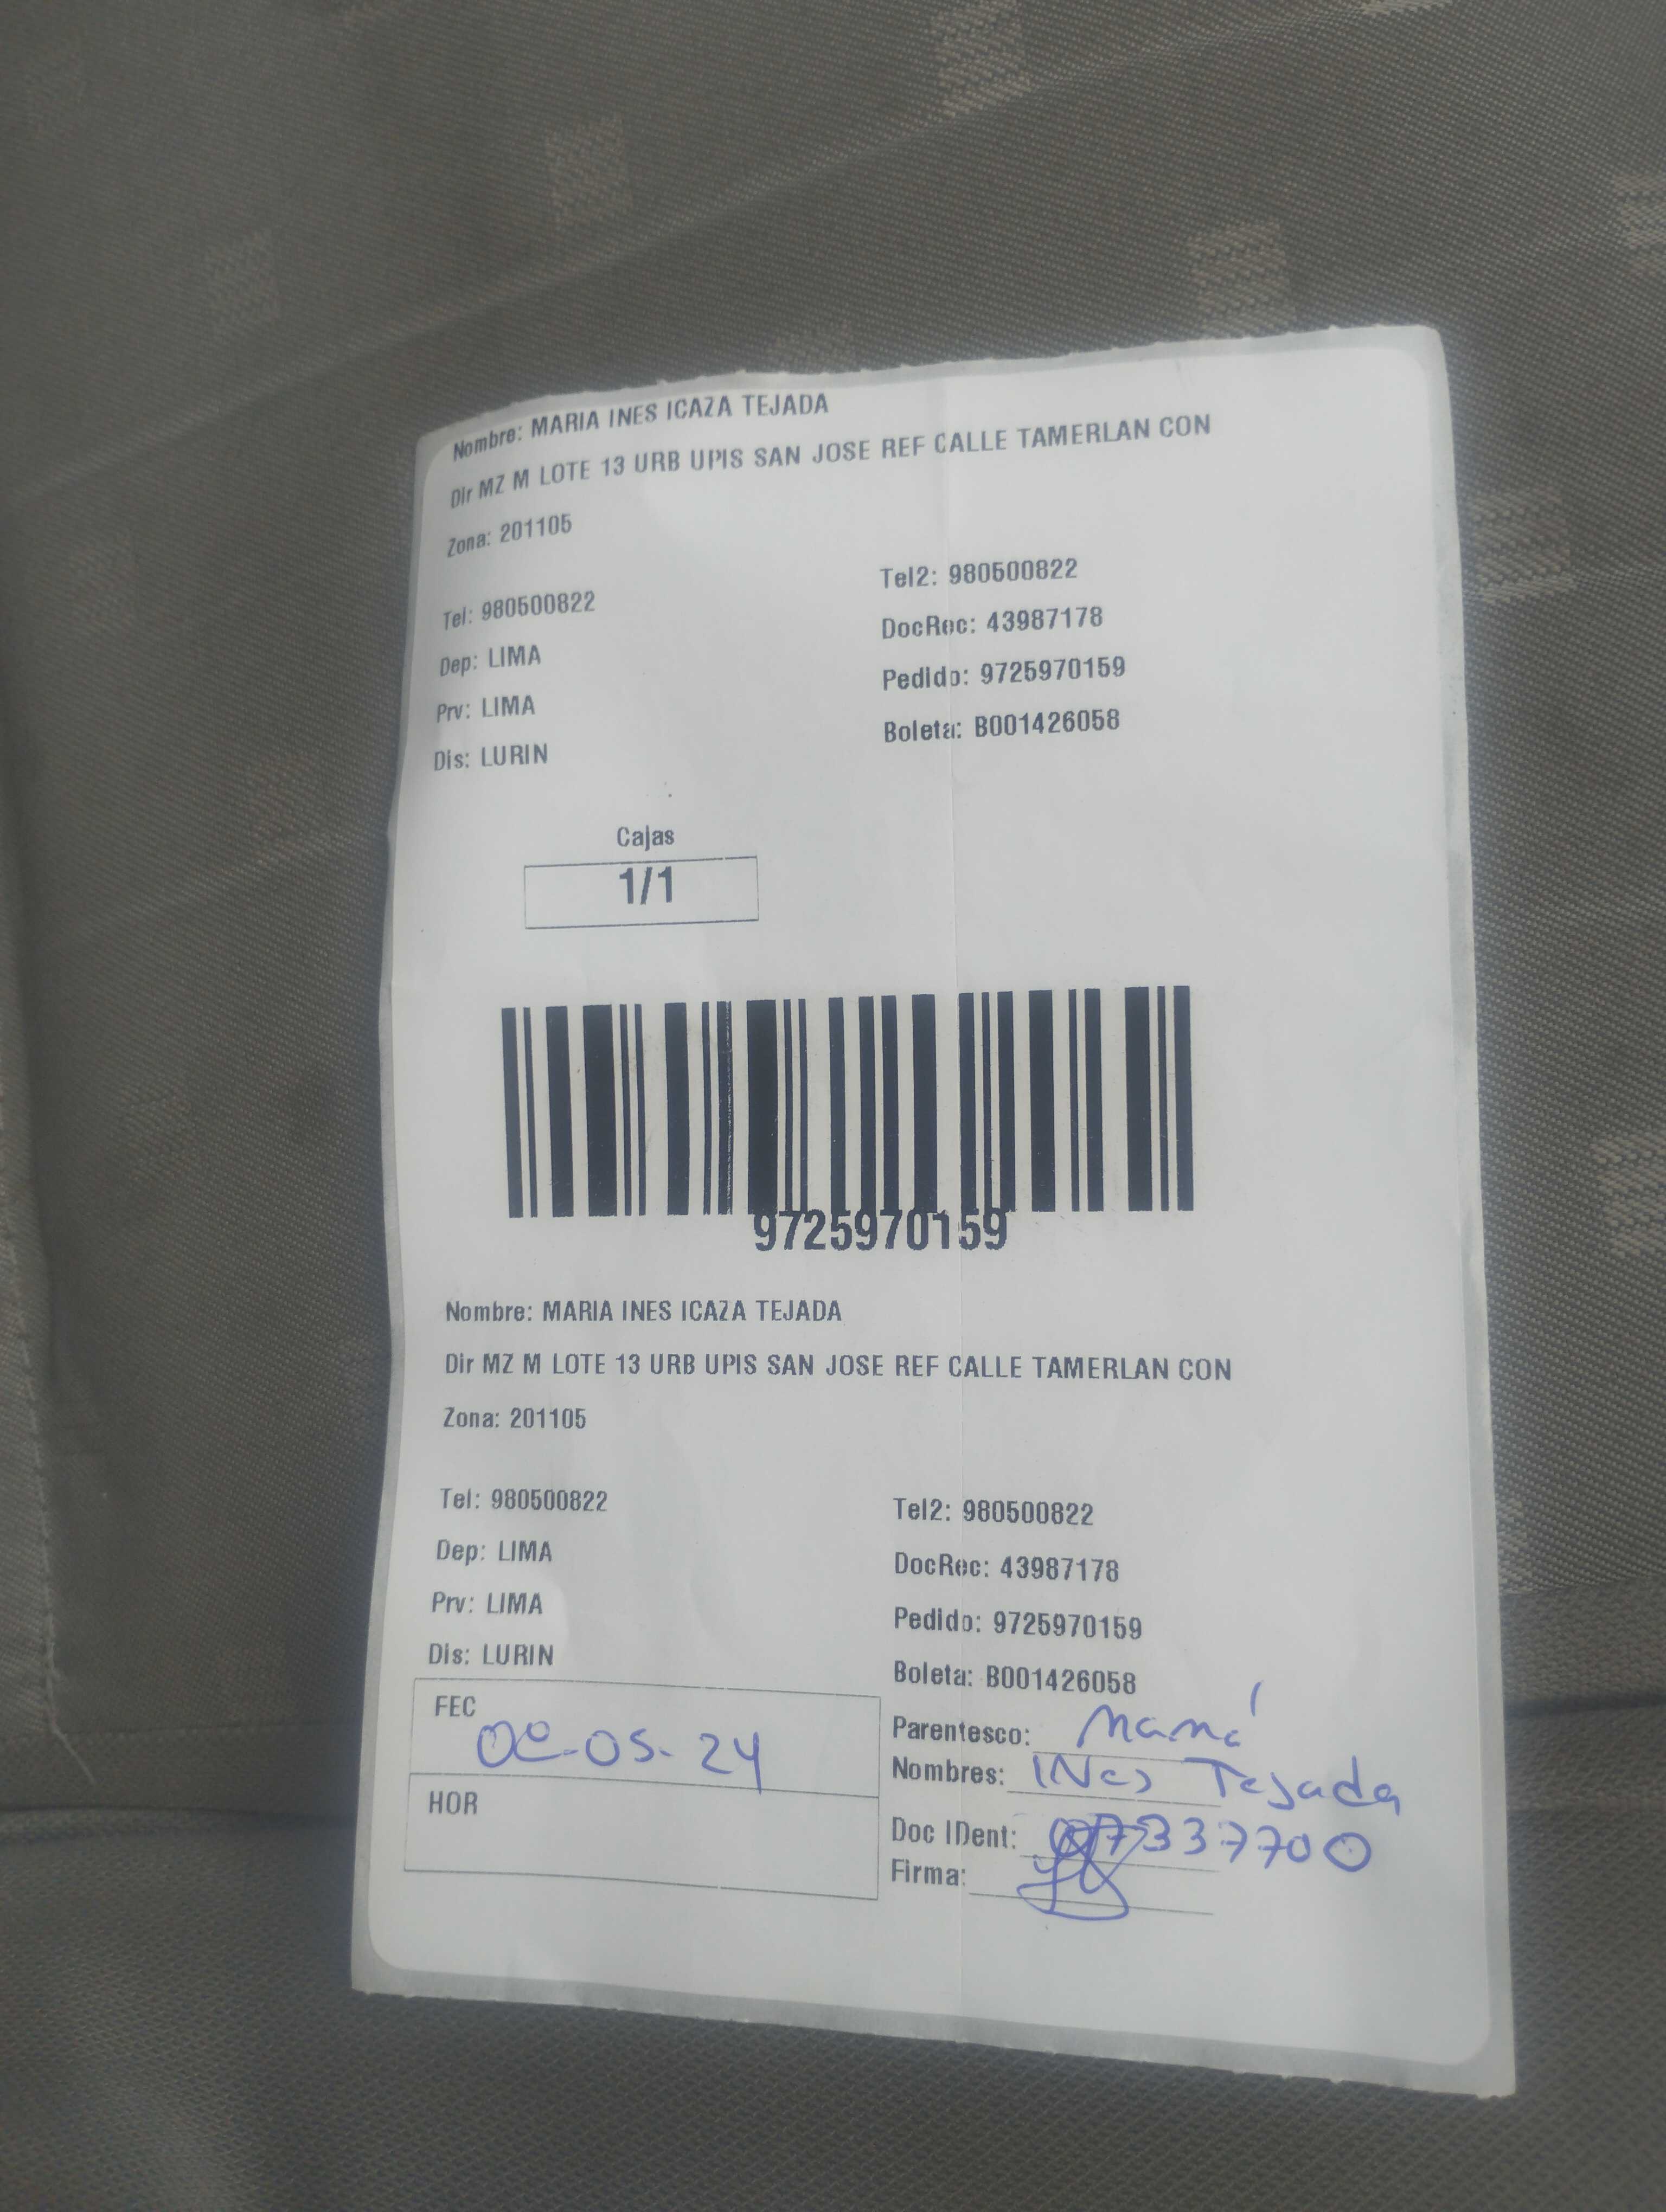 Nombre: MARIA INES ICAZA TEJADA
Dir MZ M LOTE 13 URB UPIS SAN JOSE REF CALLE TAMERLAN CON
Zona: 201105
Tel: 980500822 Tel2: 980500822
Dep: LIMA DocRec: 43987178
Prv: LIMA Pedido: 9725970159
Dis: LURIN Boleta: B001426058
Cajas
1/1
9725970159
Nombre: MARIA INES ICAZA TEJADA
Dir MZ M LOTE 13 URB UPIS SAN JOSE REF CALLE TAMERLAN CON
Zona: 201105
Tel: 980500822 Tel2: 980500822
Dep: LIMA DocRec: 43987178
Prv: LIMA Pedido: 9725970159
Dis: LURIN Boleta: B001426058
FEC
Parentesco: Mamá
Nombres: INes Tejada
HOR
Doc IDent: 07337700
Firma: